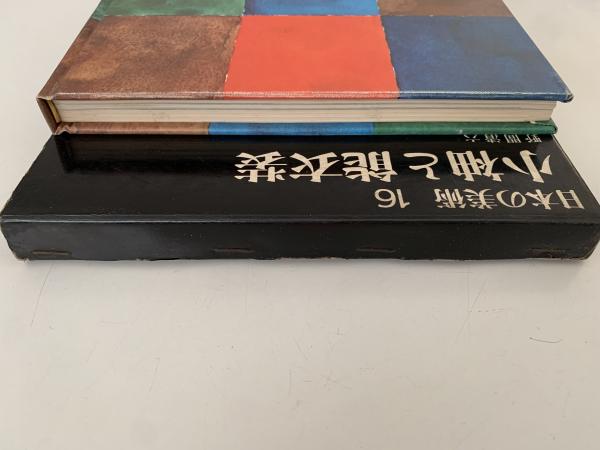 日本の美術 16
小袖と能衣装
野間清六